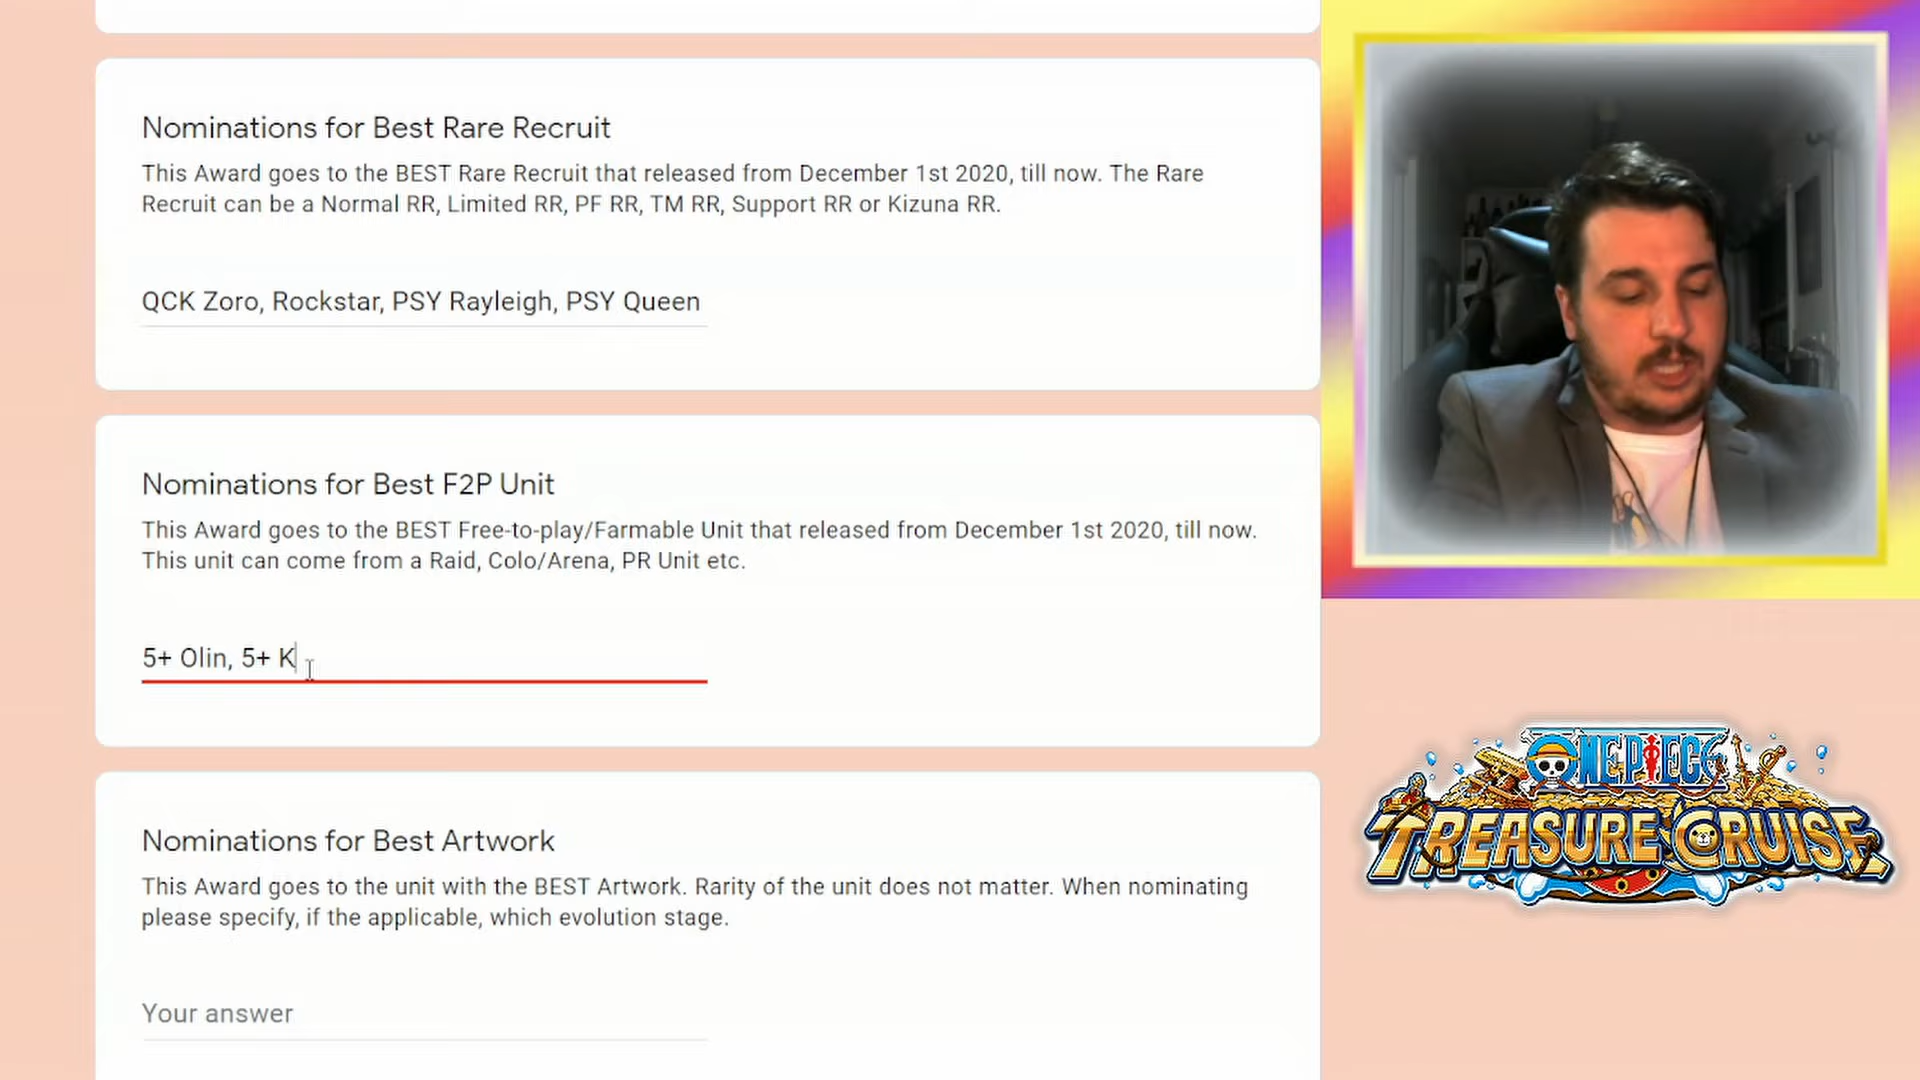 Nominations for Best Rare Recruit
This Award goes to the BEST Rare Recruit that released from December 1st 2020, till now. The Rare
Recruit can be a Normal RR, Limited RR, PF RR, TM RR, Support RR or Kizuna RR.
QCK Zoro, Rockstar, PSY Rayleigh, PSY Queen
Nominations for Best F2P Unit
This Award goes to the BEST Free-to-play/Farmable Unit that released from December 1st 2020, till now.
This unit can come from a Raid, Colo/Arena, PR Unit etc.
5+ Olin, 5+ K
Nominations for Best Artwork
This Award goes to the unit with the BEST Artwork. Rarity of the unit does not matter. When nominating
please specify, if the applicable, which evolution stage.
Your answer
ONE PIECE
TREASURE CRUISE